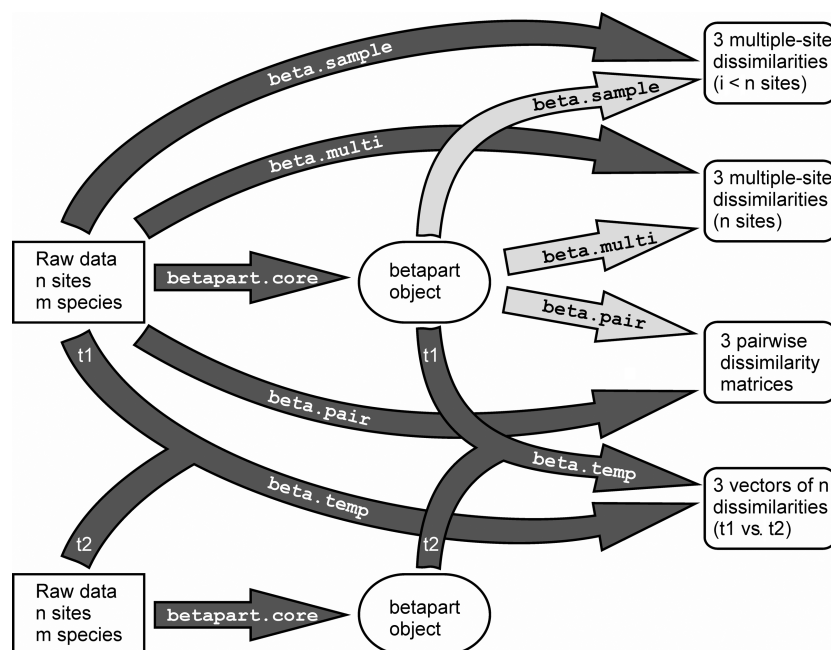 beta.sample
3 multiple-site
dissimilarities
(i < n sites)
beta.sample
beta.multi
3 multiple-site
dissimilarities
(n sites)
Raw data
n sites
m species
betapart.core
betapart
object
beta.multi
beta.pair
3 pairwise
dissimilarity
matrices
t1
t1
beta.pair
beta.temp
beta.temp
3 vectors of n
dissimilarities
(t1 vs. t2)
t2
t2
Raw data
n sites
m species
betapart.core
betapart
object